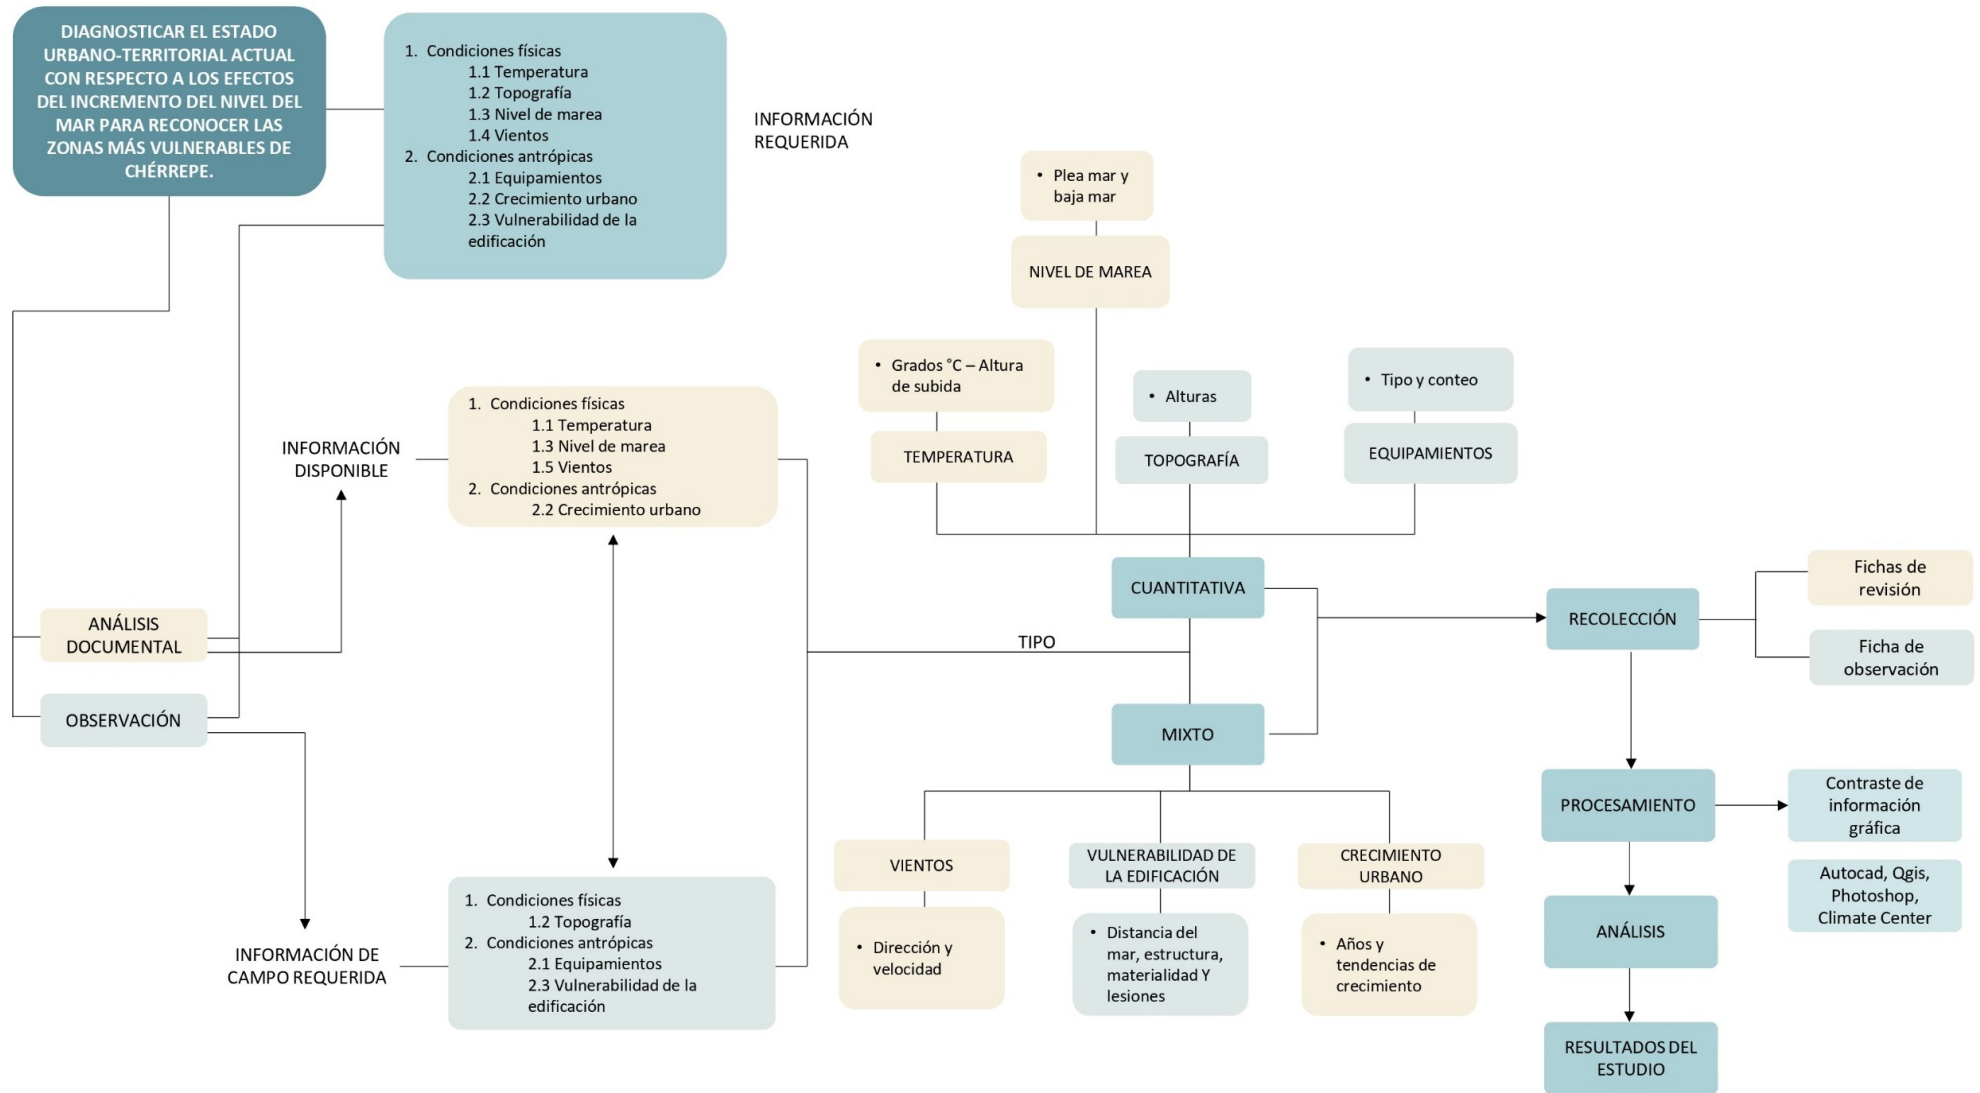 DIAGNOSTICAR EL ESTADO
URBANO-TERRITORIAL ACTUAL
CON RESPECTO A LOS EFECTOS
DEL INCREMENTO DEL NIVEL DEL
MAR PARA RECONOCER LAS
ZONAS MÁS VULNERABLES DE
CHÉRREPE.
1. Condiciones físicas
1.1 Temperatura
1.2 Topografía
1.3 Nivel de marea
1.4 Vientos
2. Condiciones antrópicas
2.1 Equipamientos
2.2 Crecimiento urbano
2.3 Vulnerabilidad de la
edificación
INFORMACIÓN
REQUERIDA
• Plea mar y
baja mar
NIVEL DE MAREA
• Grados °C – Altura
de subida
TEMPERATURA
• Alturas
TOPOGRAFÍA
• Tipo y conteo
EQUIPAMIENTOS
INFORMACIÓN
DISPONIBLE
1. Condiciones físicas
1.1 Temperatura
1.3 Nivel de marea
1.5 Vientos
2. Condiciones antrópicas
2.2 Crecimiento urbano
ANÁLISIS
DOCUMENTAL
OBSERVACIÓN
TIPO
CUANTITATIVA
MIXTO
RECOLECCIÓN
Fichas de
revisión
Ficha de
observación
INFORMACIÓN DE
CAMPO REQUERIDA
1. Condiciones físicas
1.2 Topografía
2. Condiciones antrópicas
2.1 Equipamientos
2.3 Vulnerabilidad de la
edificación
VIENTOS
• Dirección y
velocidad
VULNERABILIDAD DE
LA EDIFICACIÓN
• Distancia del
mar, estructura,
materialidad Y
lesiones
CRECIMIENTO
URBANO
• Años y
tendencias de
crecimiento
PROCESAMIENTO
Contraste de
información
gráfica
Autocad, Qgis,
Photoshop,
Climate Center
ANÁLISIS
RESULTADOS DEL
ESTUDIO